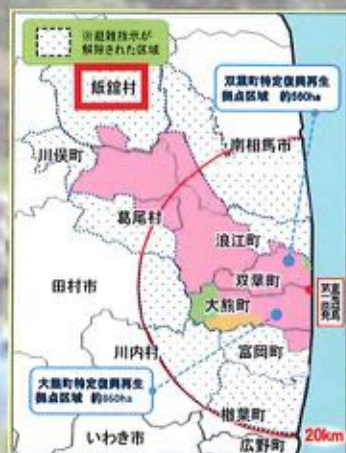 ※避難指示が
解除された区域
飯舘村
双葉町特定復興再生
拠点区域 約560ha
川俣町
南相馬市
葛尾村
浪江町
田村市
双葉町
大熊町
川内村
富岡町
大熊町特定復興再生
拠点区域 約860ha
楢葉町
いわき市
広野町
20km